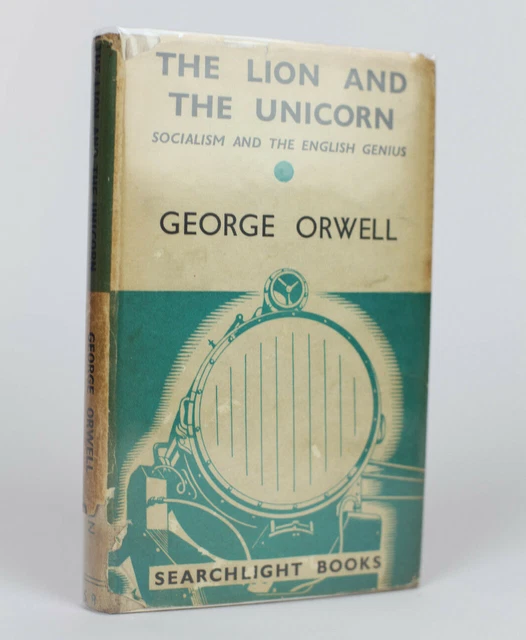 THE LION AND
THE UNICORN
SOCIALISM AND THE ENGLISH GENIUS
GEORGE ORWELL
SEARCHLIGHT BOOKS
THE LION AND THE UNICORN
GEORGE ORWELL